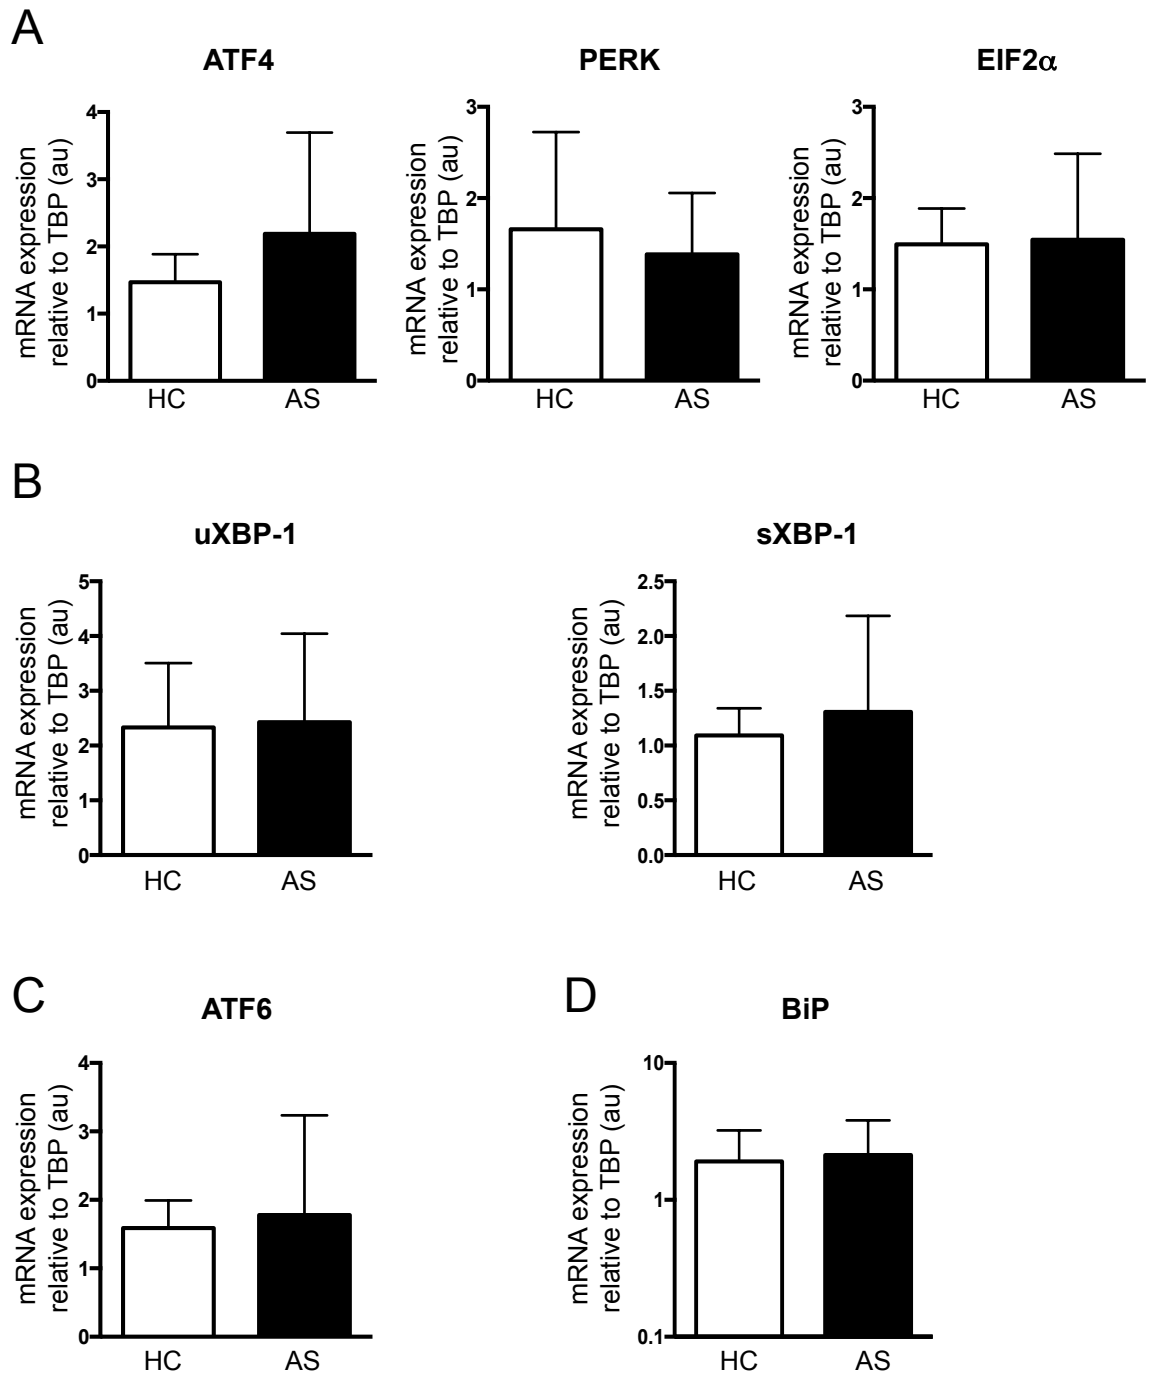 A
ATF4
PERK
EIF2α
mRNA expression
relative to TBP (au)
4
3
2
1
0
HC
AS
mRNA expression
relative to TBP (au)
3
2
1
0
HC
AS
mRNA expression
relative to TBP (au)
3
2
1
0
HC
AS
B
uXBP-1
sXBP-1
mRNA expression
relative to TBP (au)
5
4
3
2
1
0
HC
AS
mRNA expression
relative to TBP (au)
2.5
2.0
1.5
1.0
0.5
0.0
HC
AS
C
ATF6
mRNA expression
relative to TBP (au)
4
3
2
1
0
HC
AS
D
BiP
mRNA expression
relative to TBP (au)
10
1
0.1
HC
AS